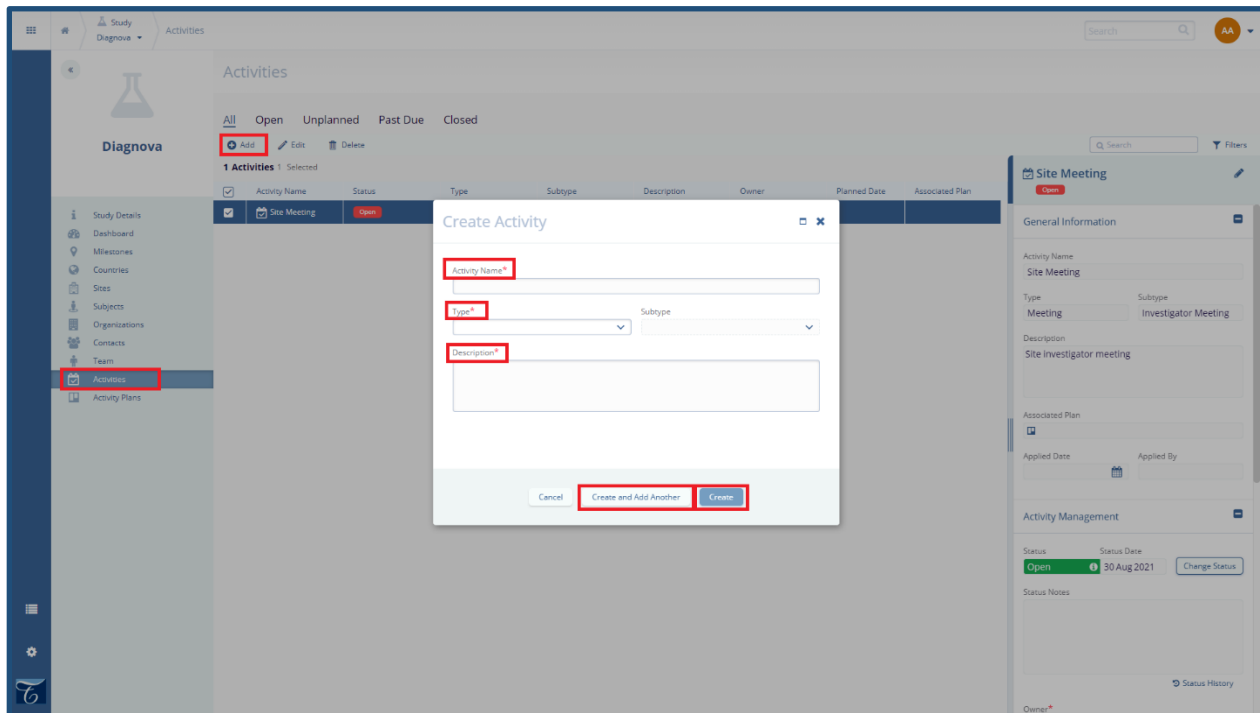 Study
Diagnova
Activities
Search
AA
Activities
Diagnova
All Open Unplanned Past Due Closed
Add Edit Delete
Search
Filters
1 Activities 1 Selected
Activity Name Status Type Subtype Description Owner Planned Date Associated Plan
Site Meeting Open
Study Details
Dashboard
Milestones
Countries
Sites
Subjects
Organizations
Contacts
Team
Activities
Activity Plans
Create Activity
Activity Name*
Type* Subtype
Description*
Cancel Create and Add Another Create
Site Meeting
Open
General Information
Activity Name
Site Meeting
Type Subtype
Meeting Investigator Meeting
Description
Site investigator meeting
Associated Plan
Applied Date Applied By
Activity Management
Status Status Date
Open 30 Aug 2021 Change Status
Status Notes
Status History
Owner*